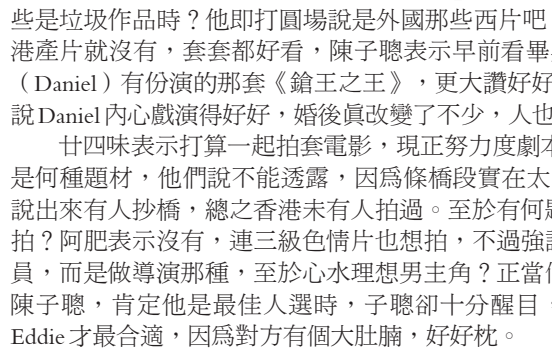 些是垃圾作品時？他即打圓場說是外國那些西片吧
港產片就沒有，套套都好看，陳子聰表示早前看畢
（Daniel）有份演的那套《鎗王之王》，更大讚好好
說Daniel內心戲演得好好，婚後真改變了不少，人也
廿四味表示打算一起拍套電影，現正努力度劇
是何種題材，他們說不能透露，因為條橋段實在太
說出來有人抄橋，總之香港未有人拍過。至於有何
拍？阿肥表示沒有，連三級色情片也想拍，不過強
員，而是做導演那種，至於心水理想男主角？正當
陳子聰，肯定他是最佳人選時，子聰卻十分醒目
Eddie才最合適，因為對方有個大肚腩，好好枕。